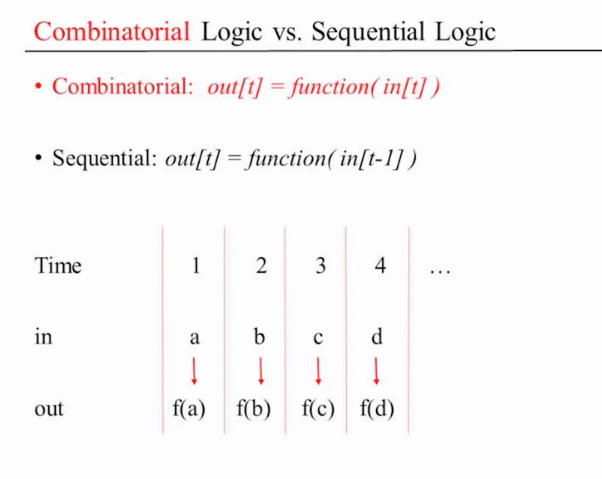 Combinatorial Logic vs. Sequential Logic
• Combinatorial: out[t] = function( in[t] )
• Sequential: out[t] = function( in[t-1] )
Time 1 2 3 4 …
in a b c d
out f(a) f(b) f(c) f(d)